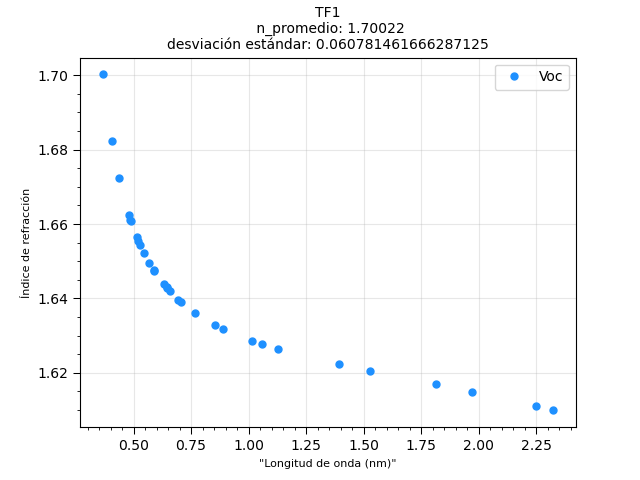 TF1
n_promedio: 1.70022
desviación estándar: 0.060781461666287125
Voc
1.70
1.68
1.66
1.64
1.62
Índice de refracción
0.50 0.75 1.00 1.25 1.50 1.75 2.00 2.25
"Longitud de onda (nm)"